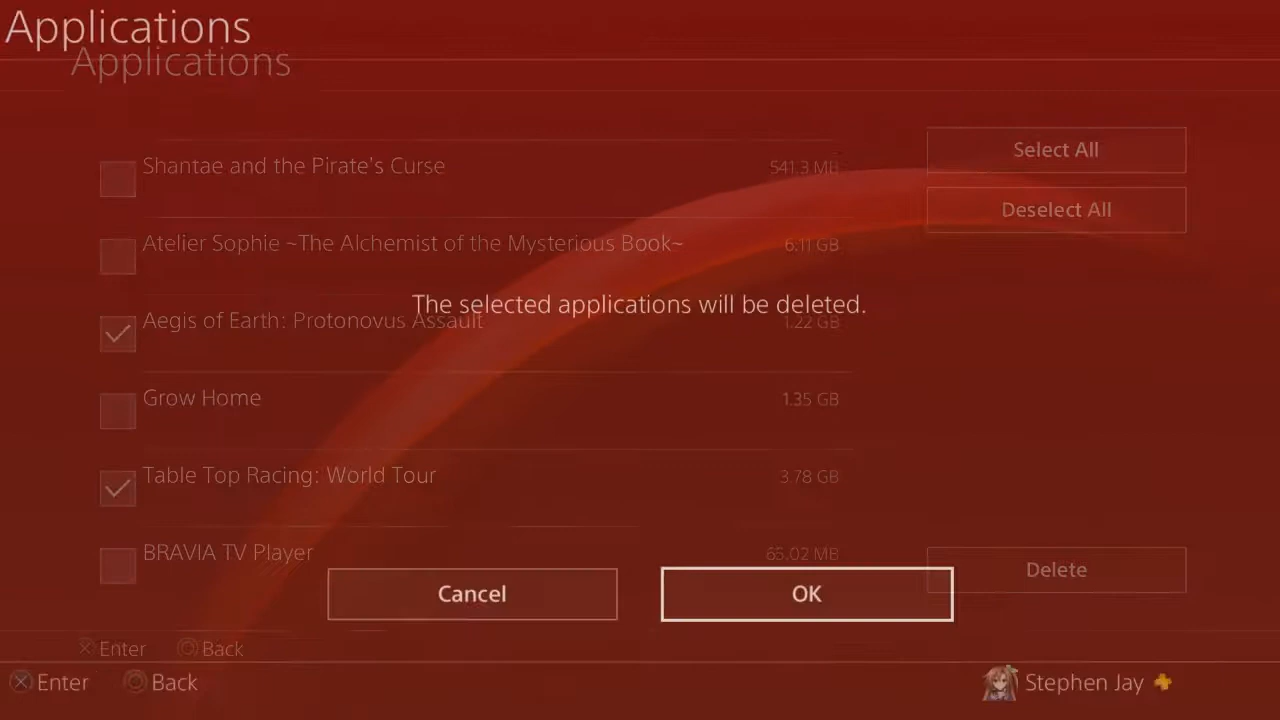 Applications
Applications
Shantae and the Pirate's Curse 541.3 MB
Select All
Deselect All
Atelier Sophie ~The Alchemist of the Mysterious Book~ 6.11 GB
The selected applications will be deleted.
Aegis of Earth: Protonovus Assault 1.22 GB
Grow Home 1.35 GB
Table Top Racing: World Tour 3.78 GB
BRAVIA TV Player 65.02 MB
Delete
Cancel OK
Enter Back
Enter Back
Stephen Jay